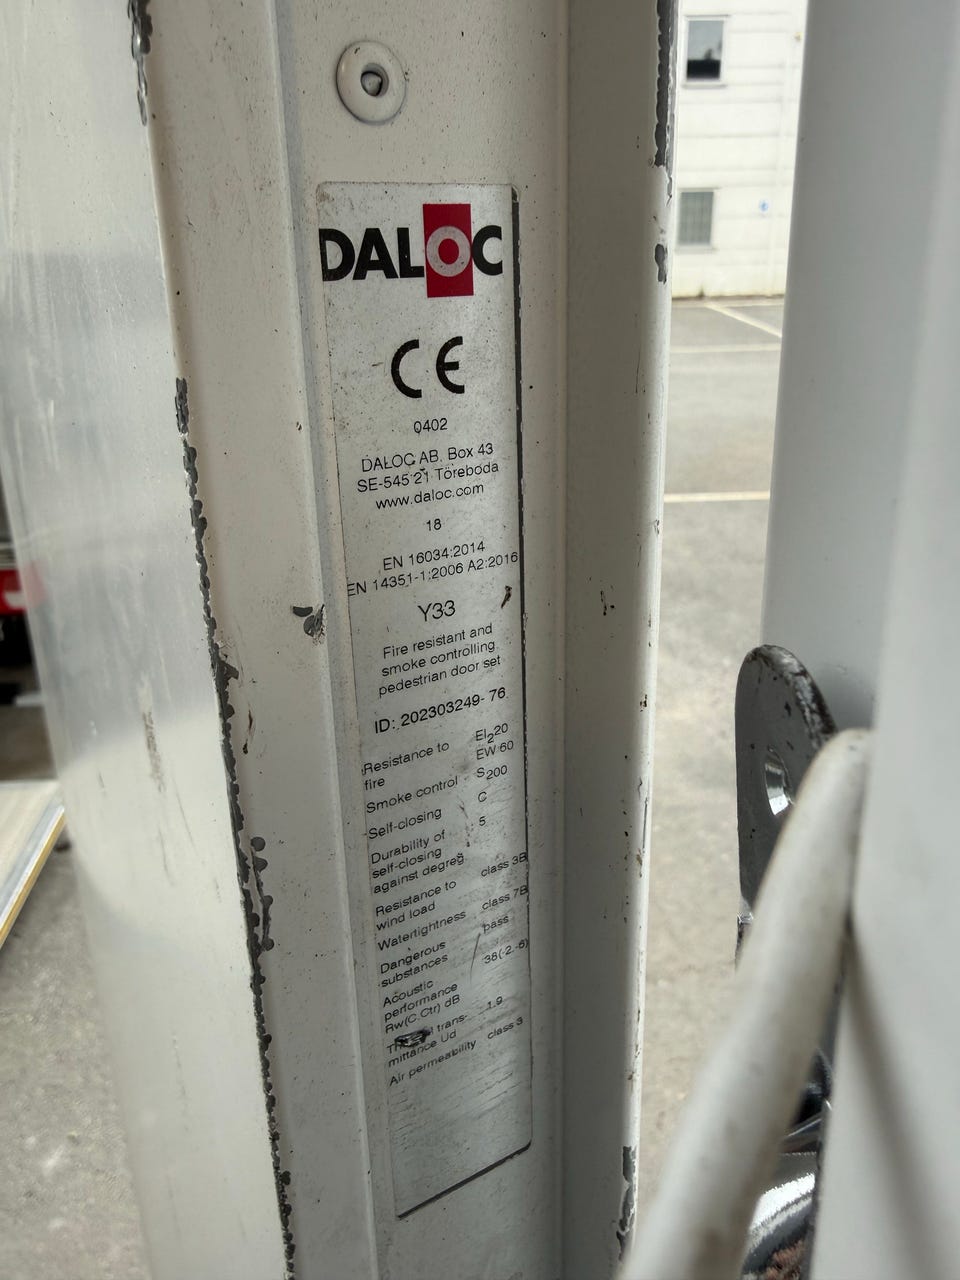 DALOC
CE
0402
DALOC AB, Box 43
SE-545 21 Töreboda
www.daloc.com
18
EN 16034:2014
EN 14351-1:2006 A2:2016
Y33
Fire resistant and
smoke controlling
pedestrian door set
ID: 202303249- 76
Resistance to fire EI₂20
EW 60
Smoke control S200
Self-closing C
Durability of 5
self-closing
against degreg.
Resistance to class 3B
wind load
Watertightness class 7B
Dangerous pass
substances
Acoustic 38(-2-6)
performance
Rw(C.Ctr) dB
trans- 1.9
mittance Ud
Air permeability class 3